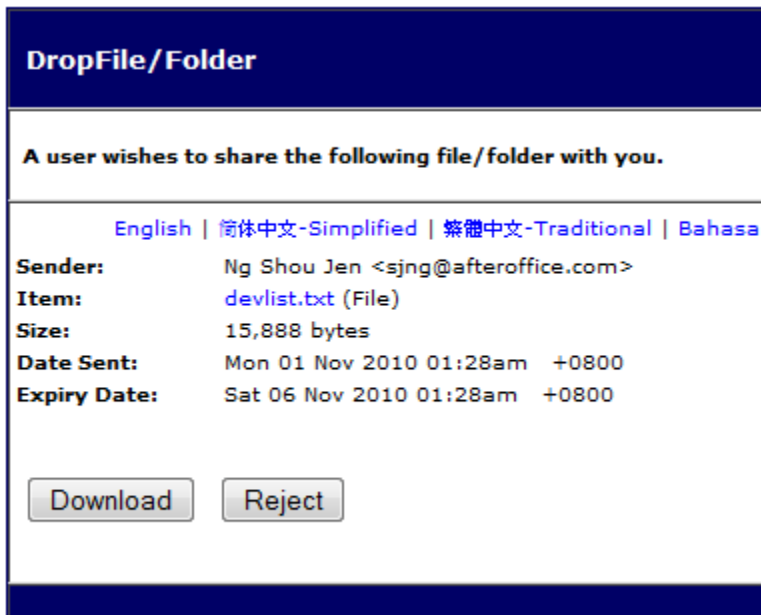 DropFile/Folder
A user wishes to share the following file/folder with you.
English | 简体中文-Simplified | 繁體中文-Traditional | Bahasa
Sender: Ng Shou Jen <sjng@afteroffice.com>
Item: devlist.txt (File)
Size: 15,888 bytes
Date Sent: Mon 01 Nov 2010 01:28am +0800
Expiry Date: Sat 06 Nov 2010 01:28am +0800
Download Reject